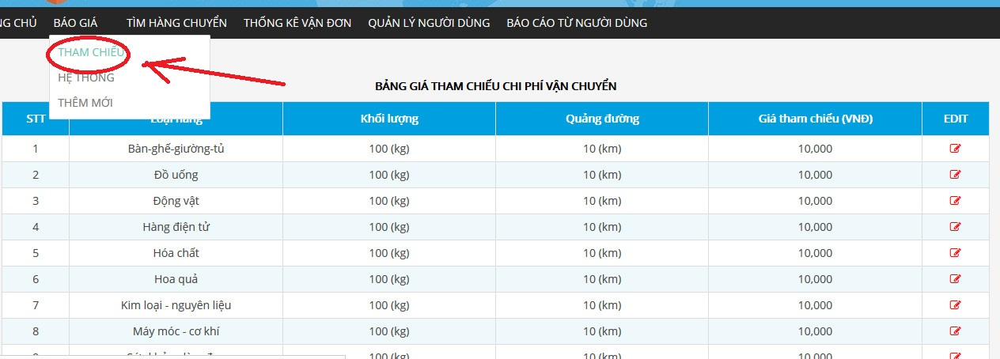 NG CHỦ BÁO GIÁ TÌM HÀNG CHUYỂN THỐNG KÊ VẬN ĐƠN QUẢN LÝ NGƯỜI DÙNG BÁO CÁO TỪ NGƯỜI DÙNG
THAM CHIẾU
HỆ THỐNG
THÊM MỚI
BẢNG GIÁ THAM CHIẾU CHI PHÍ VẬN CHUYỂN
STT Loại hàng Khối lượng Quảng đường Giá tham chiếu (VNĐ) EDIT
1 Bàn-ghế-giường-tủ 100 (kg) 10 (km) 10,000
2 Đồ uống 100 (kg) 10 (km) 10,000
3 Động vật 100 (kg) 10 (km) 10,000
4 Hàng điện tử 100 (kg) 10 (km) 10,000
5 Hóa chất 100 (kg) 10 (km) 10,000
6 Hoa quả 100 (kg) 10 (km) 10,000
7 Kim loại - nguyên liệu 100 (kg) 10 (km) 10,000
8 Máy móc - cơ khí 100 (kg) 10 (km) 10,000
100 (kg) 10 (km) 10,000